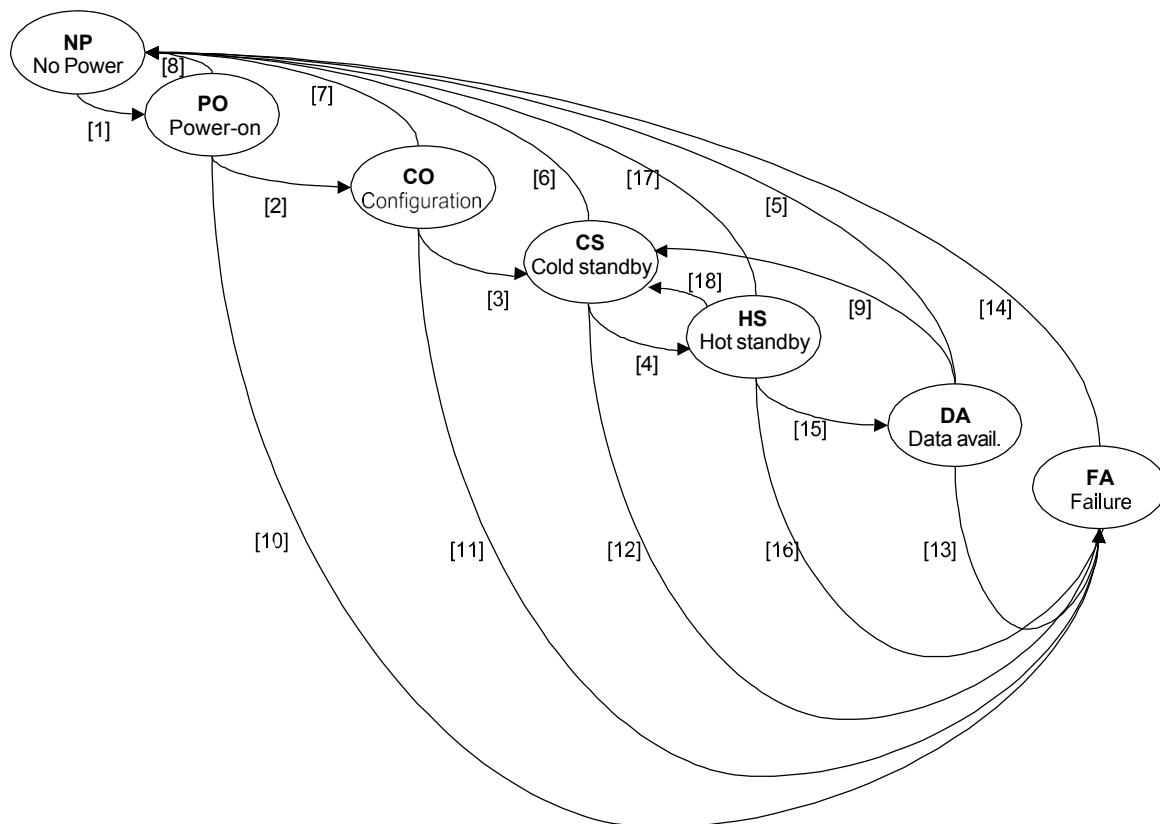 NP
No Power
[8]
[1]
PO
Power-on
[7]
[2]
CO
Configuration
[6]
[17]
[5]
[3]
CS
Cold standby
[18]
[9]
[14]
[4]
HS
Hot standby
[15]
DA
Data avail.
FA
Failure
[10]
[11]
[12]
[16]
[13]